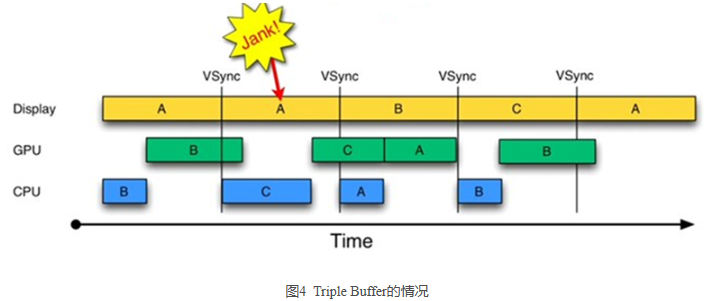 Jank!
VSync VSync VSync VSync
Display A A B C A
GPU B C A B
CPU B C A B
Time
图4 Triple Buffer的情况